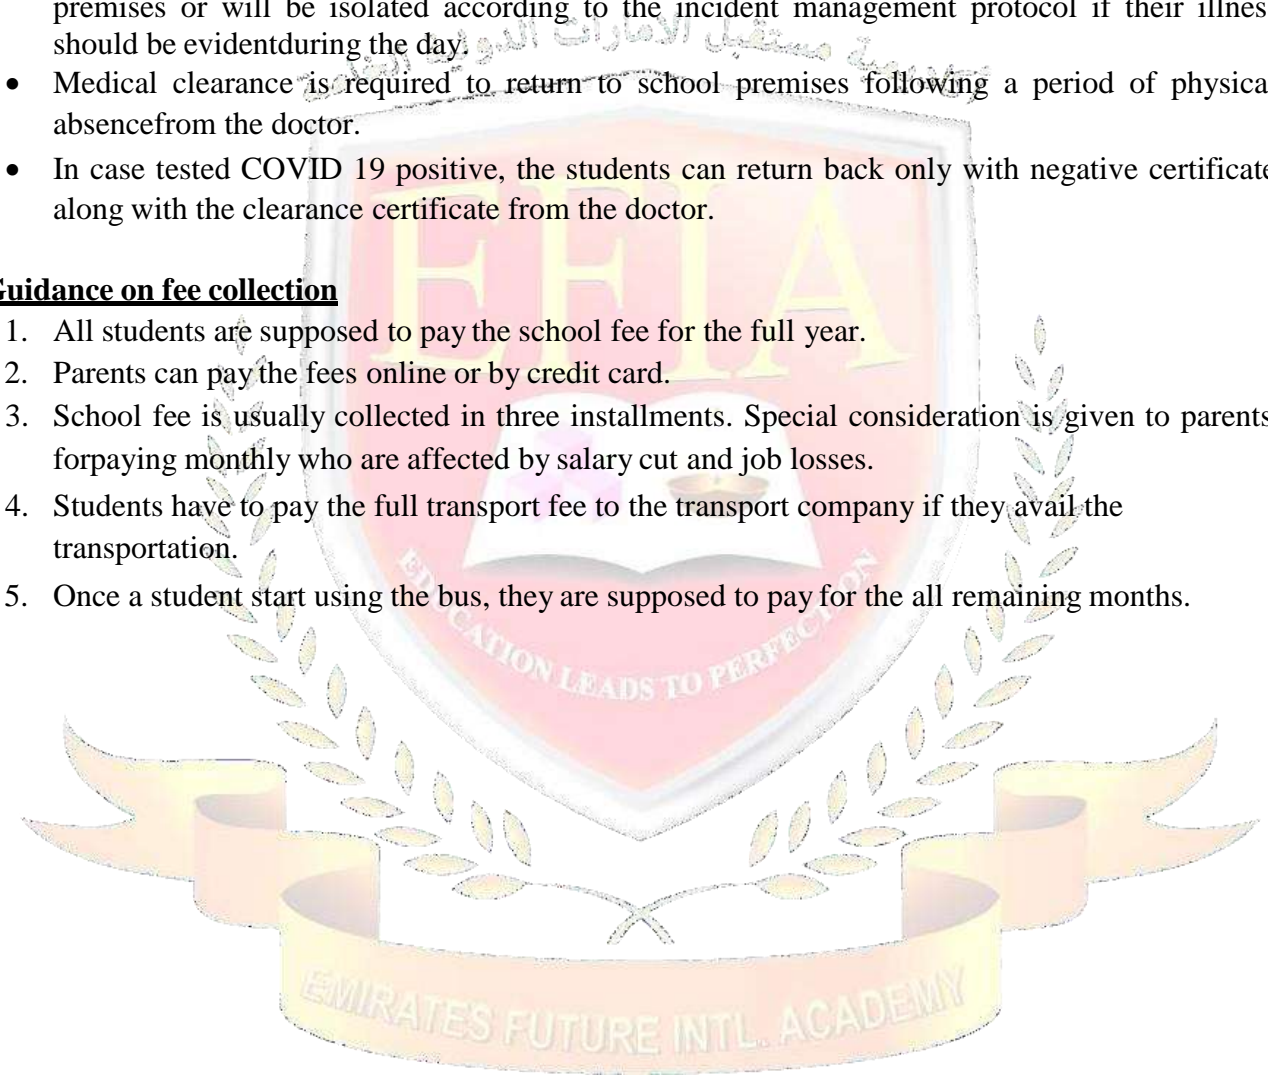 premises or will be isolated according to the incident management protocol if their illnes
should be evidentduring the day.
• Medical clearance is required to return to school premises following a period of physica
absencefrom the doctor.
• In case tested COVID 19 positive, the students can return back only with negative certificate
along with the clearance certificate from the doctor.
Guidance on fee collection
1. All students are supposed to pay the school fee for the full year.
2. Parents can pay the fees online or by credit card.
3. School fee is usually collected in three installments. Special consideration is given to parents
forpaying monthly who are affected by salary cut and job losses.
4. Students have to pay the full transport fee to the transport company if they avail the
transportation.
5. Once a student start using the bus, they are supposed to pay for the all remaining months.
مستقبل الامارات الدولية
EFIA
EDUCATION LEADS TO PERFECTION
EMIRATES FUTURE INTL. ACADEMY